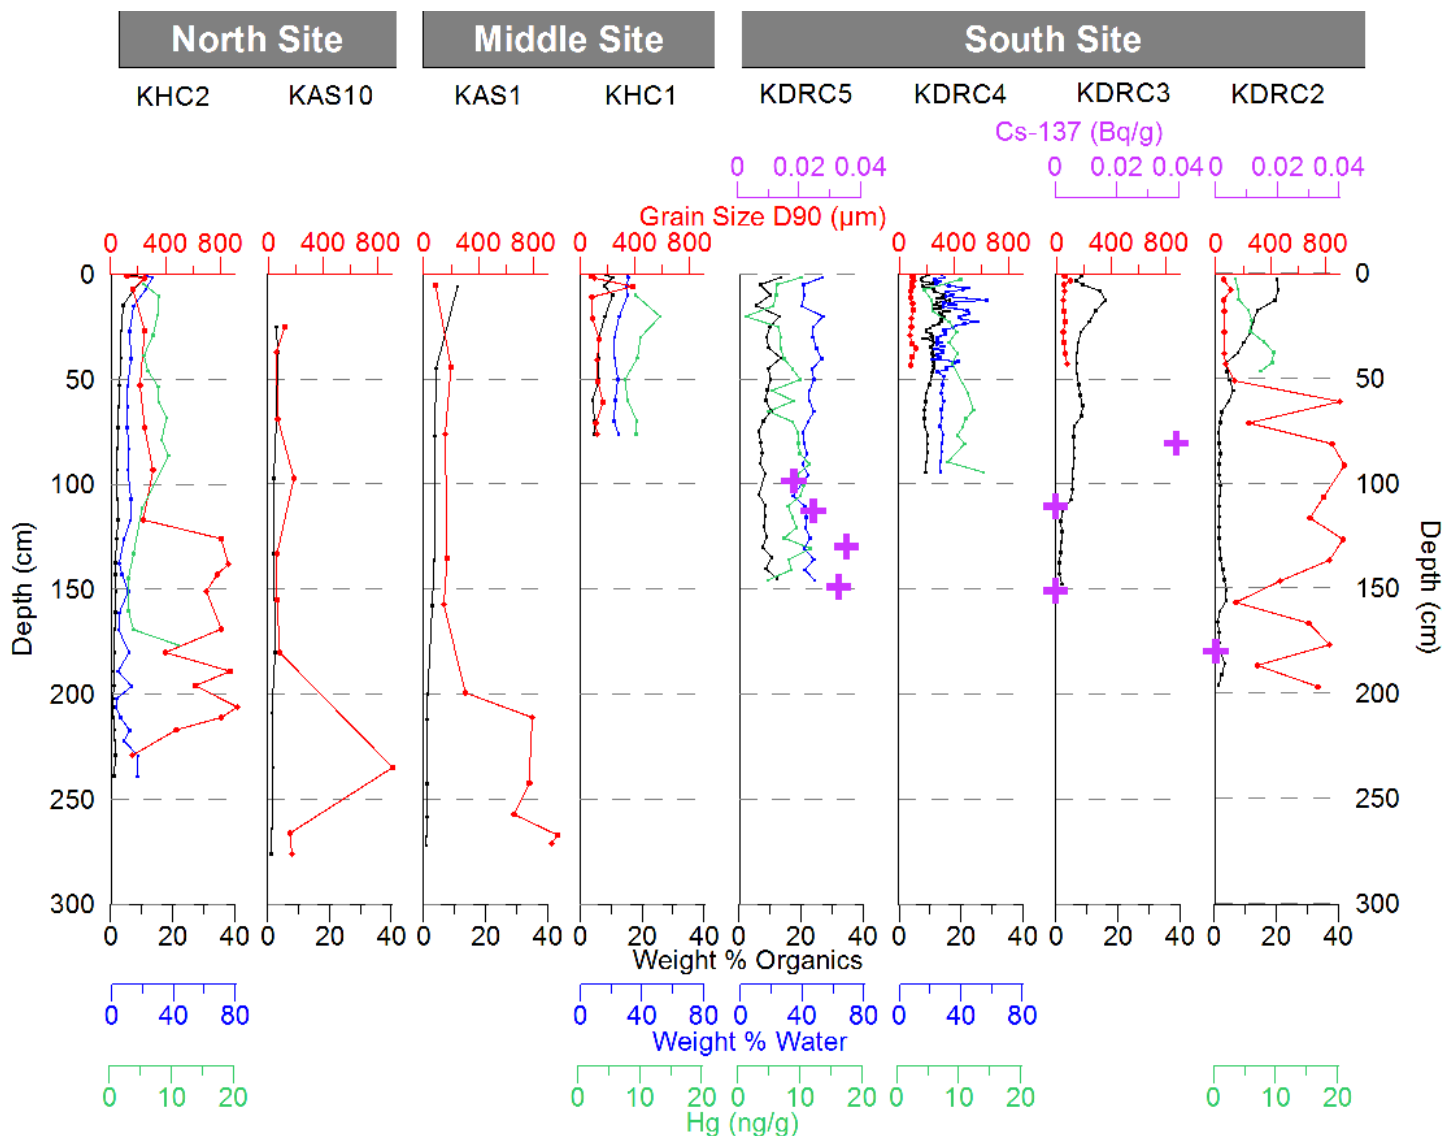 North Site Middle Site South Site
KHC2 KAS10 KAS1 KHC1 KDRC5 KDRC4 KDRC3 KDRC2
Cs-137 (Bq/g)
0 0.02 0.04 0 0.02 0.04 0 0.02 0.04
Grain Size D90 (µm)
0 400 800 0 400 800 0 400 800 0 400 800 0 400 800 0 400 800 0 400 800
0 0
50 50
100 100
150 150
200 200
250 250
300 300
Depth (cm)
Depth (cm)
0 20 40 0 20 40 0 20 40 0 20 40 0 20 40 0 20 40 0 20 40 0 20 40
Weight % Organics
0 40 80 0 40 80 0 40 80 0 40 80
Weight % Water
0 10 20 0 10 20 0 10 20 0 10 20 0 10 20
Hg (ng/g)